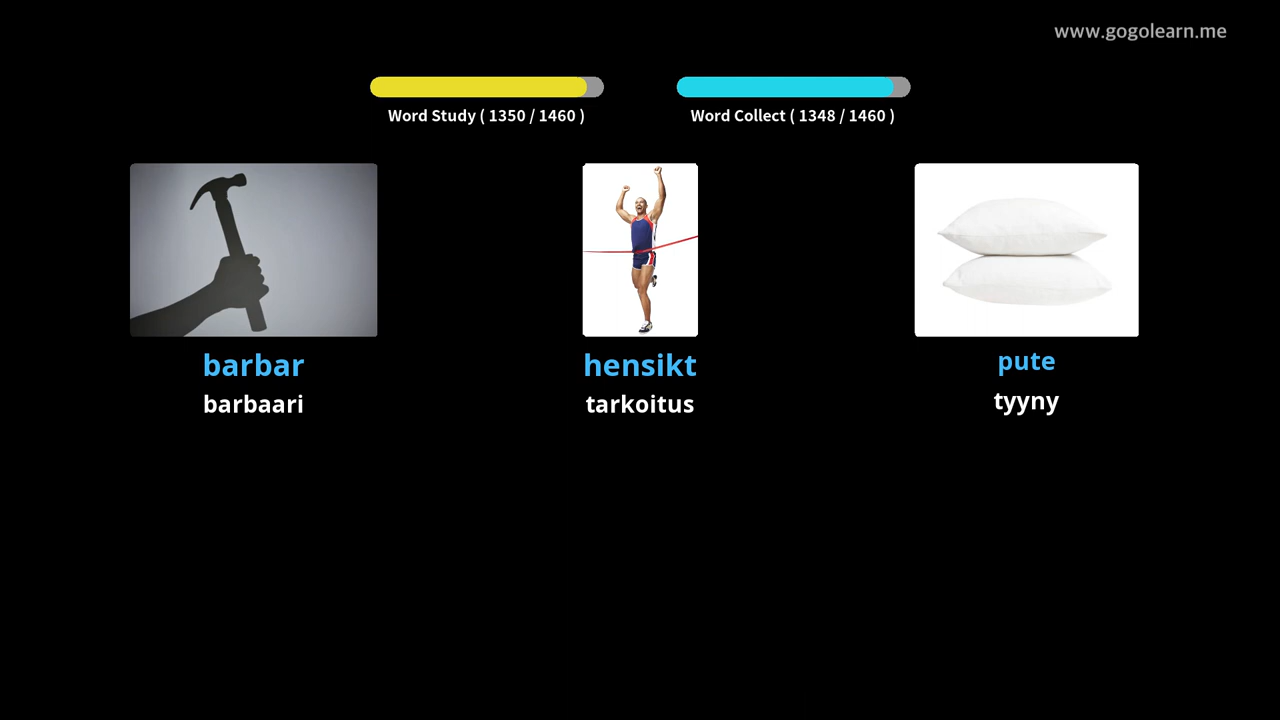 www.gogolearn.me
Word Study ( 1350 / 1460 )
Word Collect ( 1348 / 1460 )
barbar
hensikt
pute
barbaari
tarkoitus
tyyny